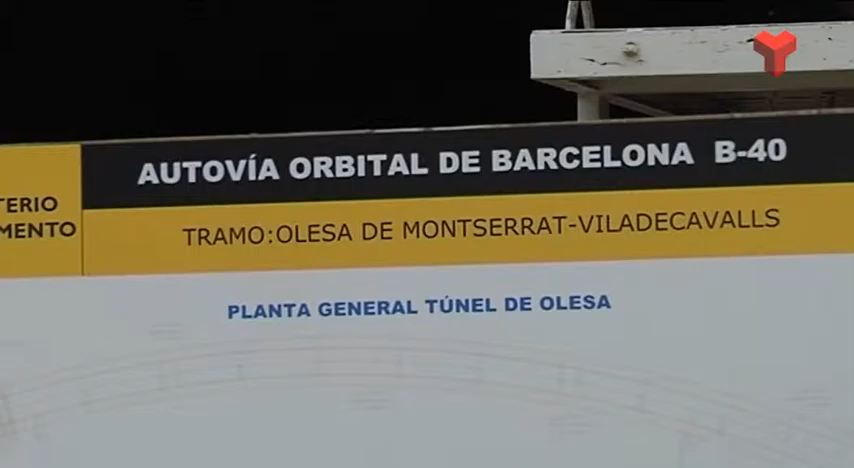 AUTOVÍA ORBITAL DE BARCELONA B-40
TERIO
MENTO
TRAMO:OLESA DE MONTSERRAT-VILADECAVALLS
PLANTA GENERAL TÚNEL DE OLESA